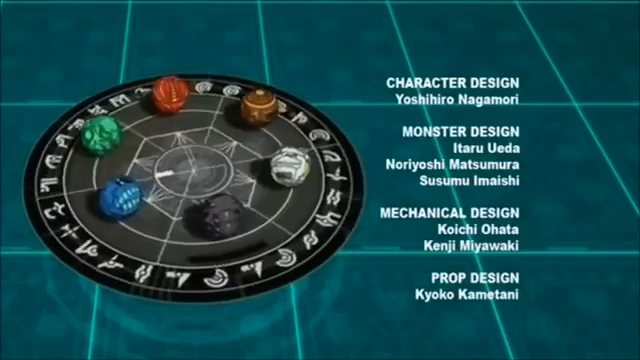 CHARACTER DESIGN
Yoshihiro Nagamori
MONSTER DESIGN
Itaru Ueda
Noriyoshi Matsumura
Susumu Imaishi
MECHANICAL DESIGN
Koichi Ohata
Kenji Miyawaki
PROP DESIGN
Kyoko Kametani